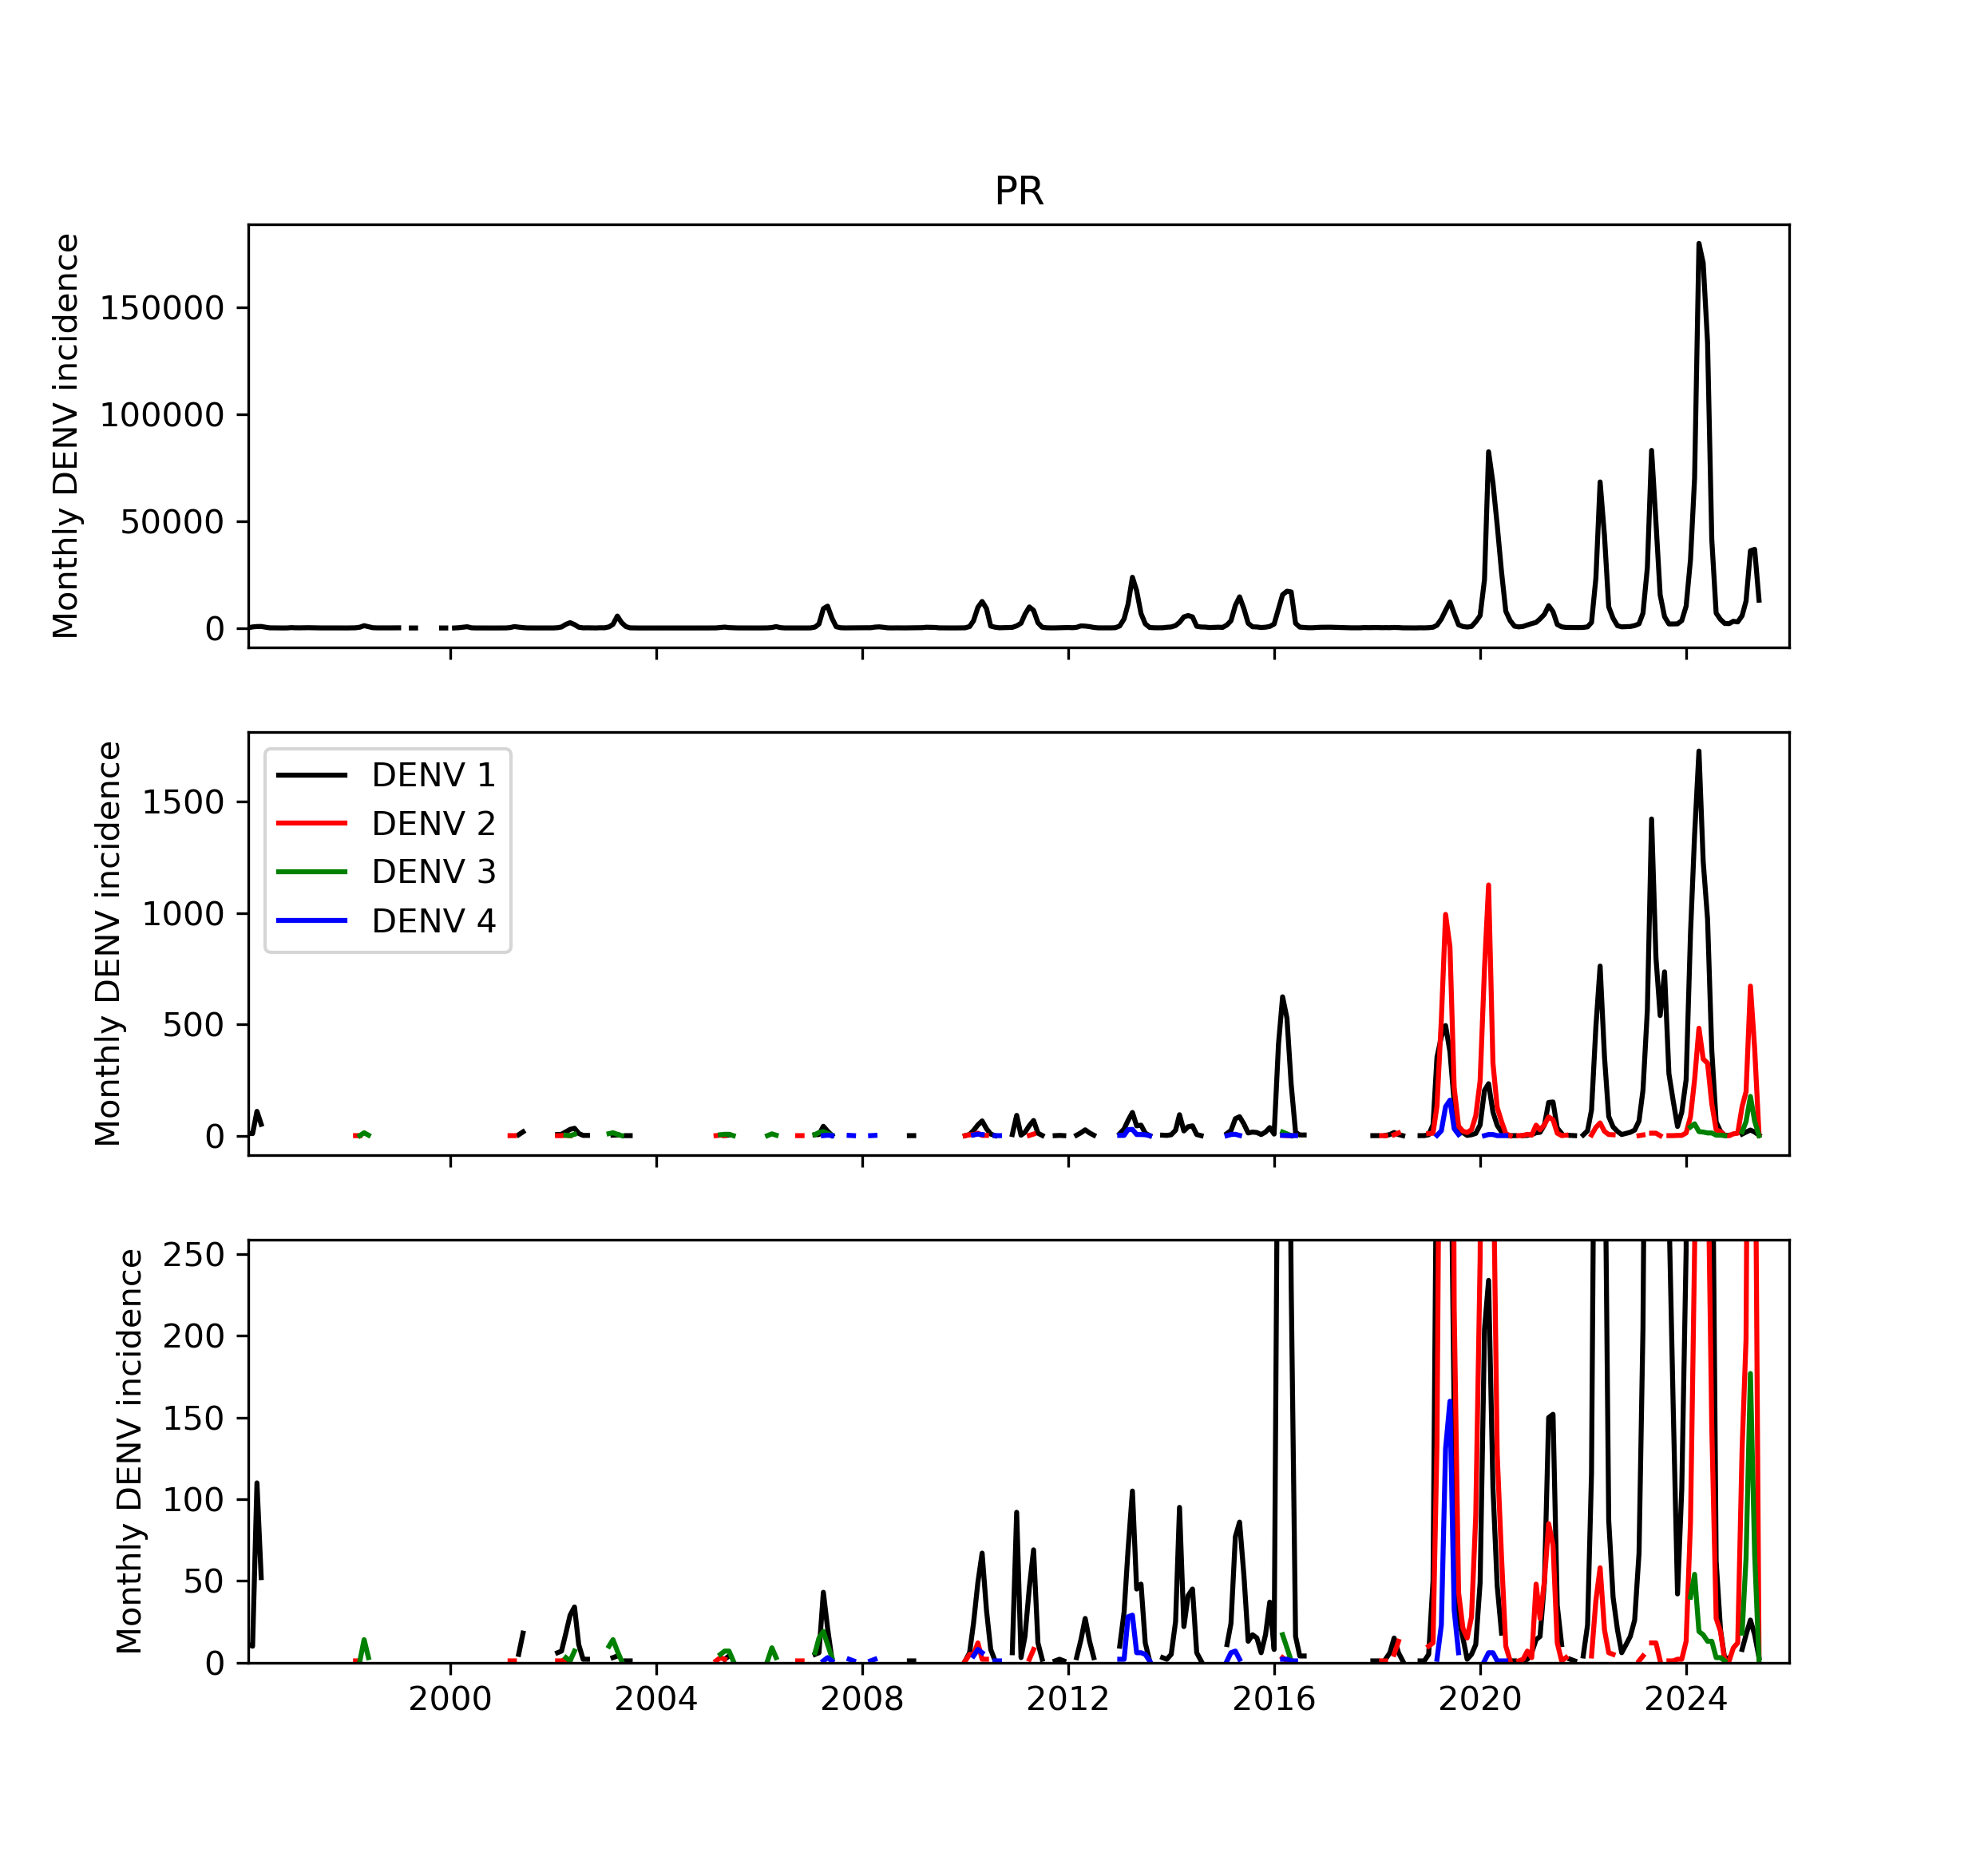 PR
Monthly DENV incidence
150000
100000
50000
0
Monthly DENV incidence
1500
1000
500
0
DENV 1
DENV 2
DENV 3
DENV 4
Monthly DENV incidence
250
200
150
100
50
0
2000 2004 2008 2012 2016 2020 2024